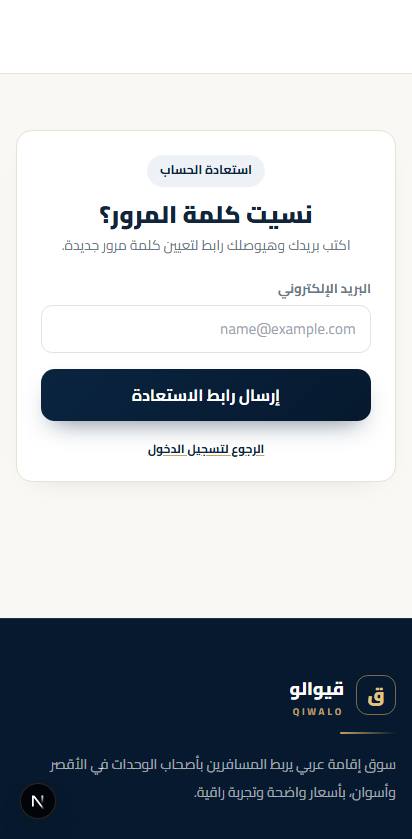 استعادة الحساب
نسيت كلمة المرور؟
اكتب بريدك وهيوصلك رابط لتعيين كلمة مرور جديدة.
البريد الإلكتروني
name@example.com
إرسال رابط الاستعادة
الرجوع لتسجيل الدخول
ق
قيوالو
QIWALO
سوق إقامة عربي يربط المسافرين بأصحاب الوحدات في الأقصر
وأسوان، بأسعار واضحة وتجربة راقية.
N